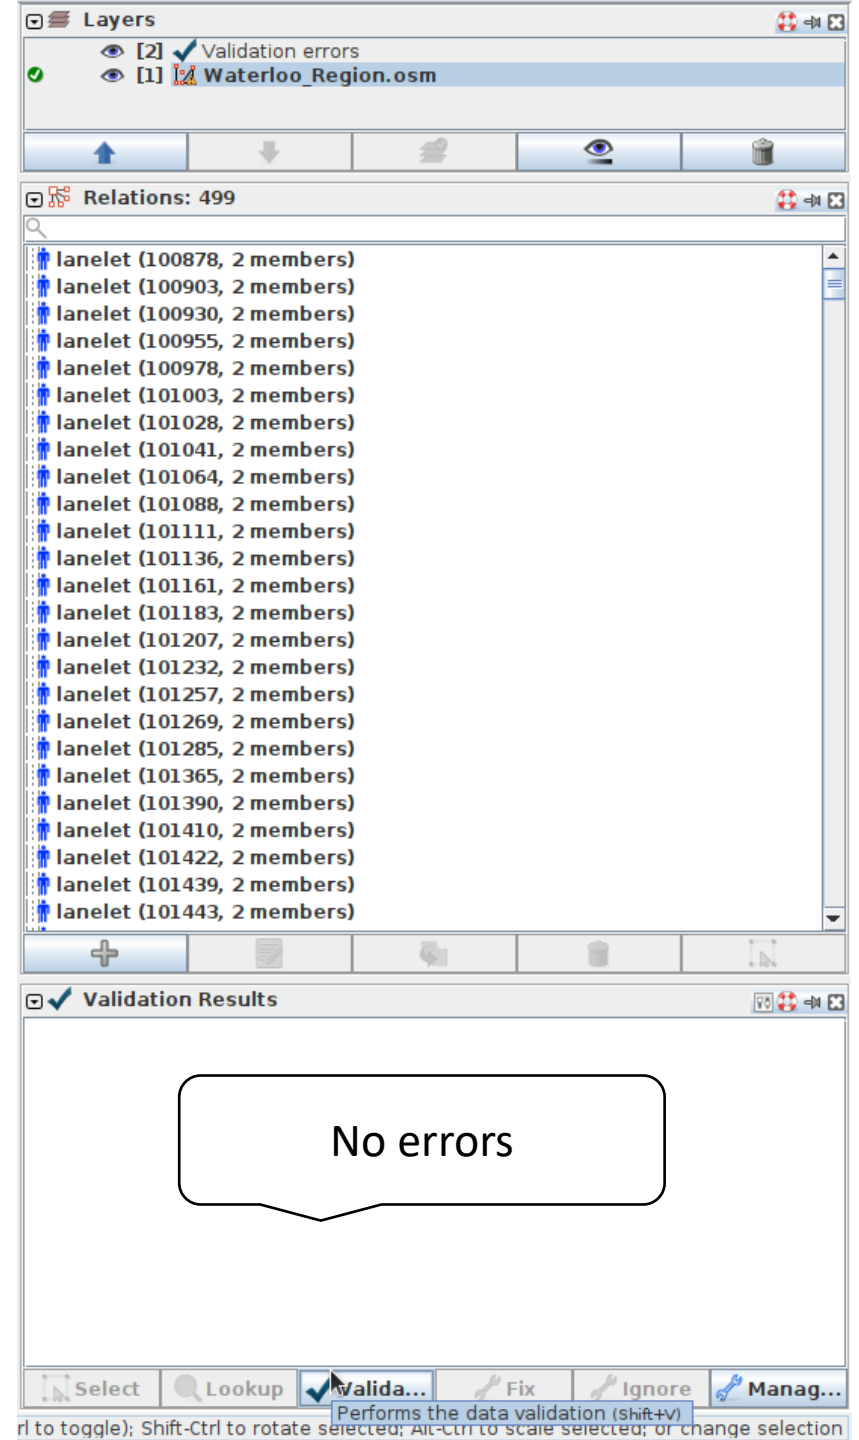 Layers
[2] Validation errors
[1] Waterloo_Region.osm
Relations: 499
lanelet (100878, 2 members)
lanelet (100903, 2 members)
lanelet (100930, 2 members)
lanelet (100955, 2 members)
lanelet (100978, 2 members)
lanelet (101003, 2 members)
lanelet (101028, 2 members)
lanelet (101041, 2 members)
lanelet (101064, 2 members)
lanelet (101088, 2 members)
lanelet (101111, 2 members)
lanelet (101136, 2 members)
lanelet (101161, 2 members)
lanelet (101183, 2 members)
lanelet (101207, 2 members)
lanelet (101232, 2 members)
lanelet (101257, 2 members)
lanelet (101269, 2 members)
lanelet (101285, 2 members)
lanelet (101365, 2 members)
lanelet (101390, 2 members)
lanelet (101410, 2 members)
lanelet (101422, 2 members)
lanelet (101439, 2 members)
lanelet (101443, 2 members)
Validation Results
No errors
Select Lookup Valida... Fix Ignore Manag...
Performs the data validation (shift+V)
rl to toggle); Shift-Ctrl to rotate selected; Alt-Ctrl to scale selected; or change selection